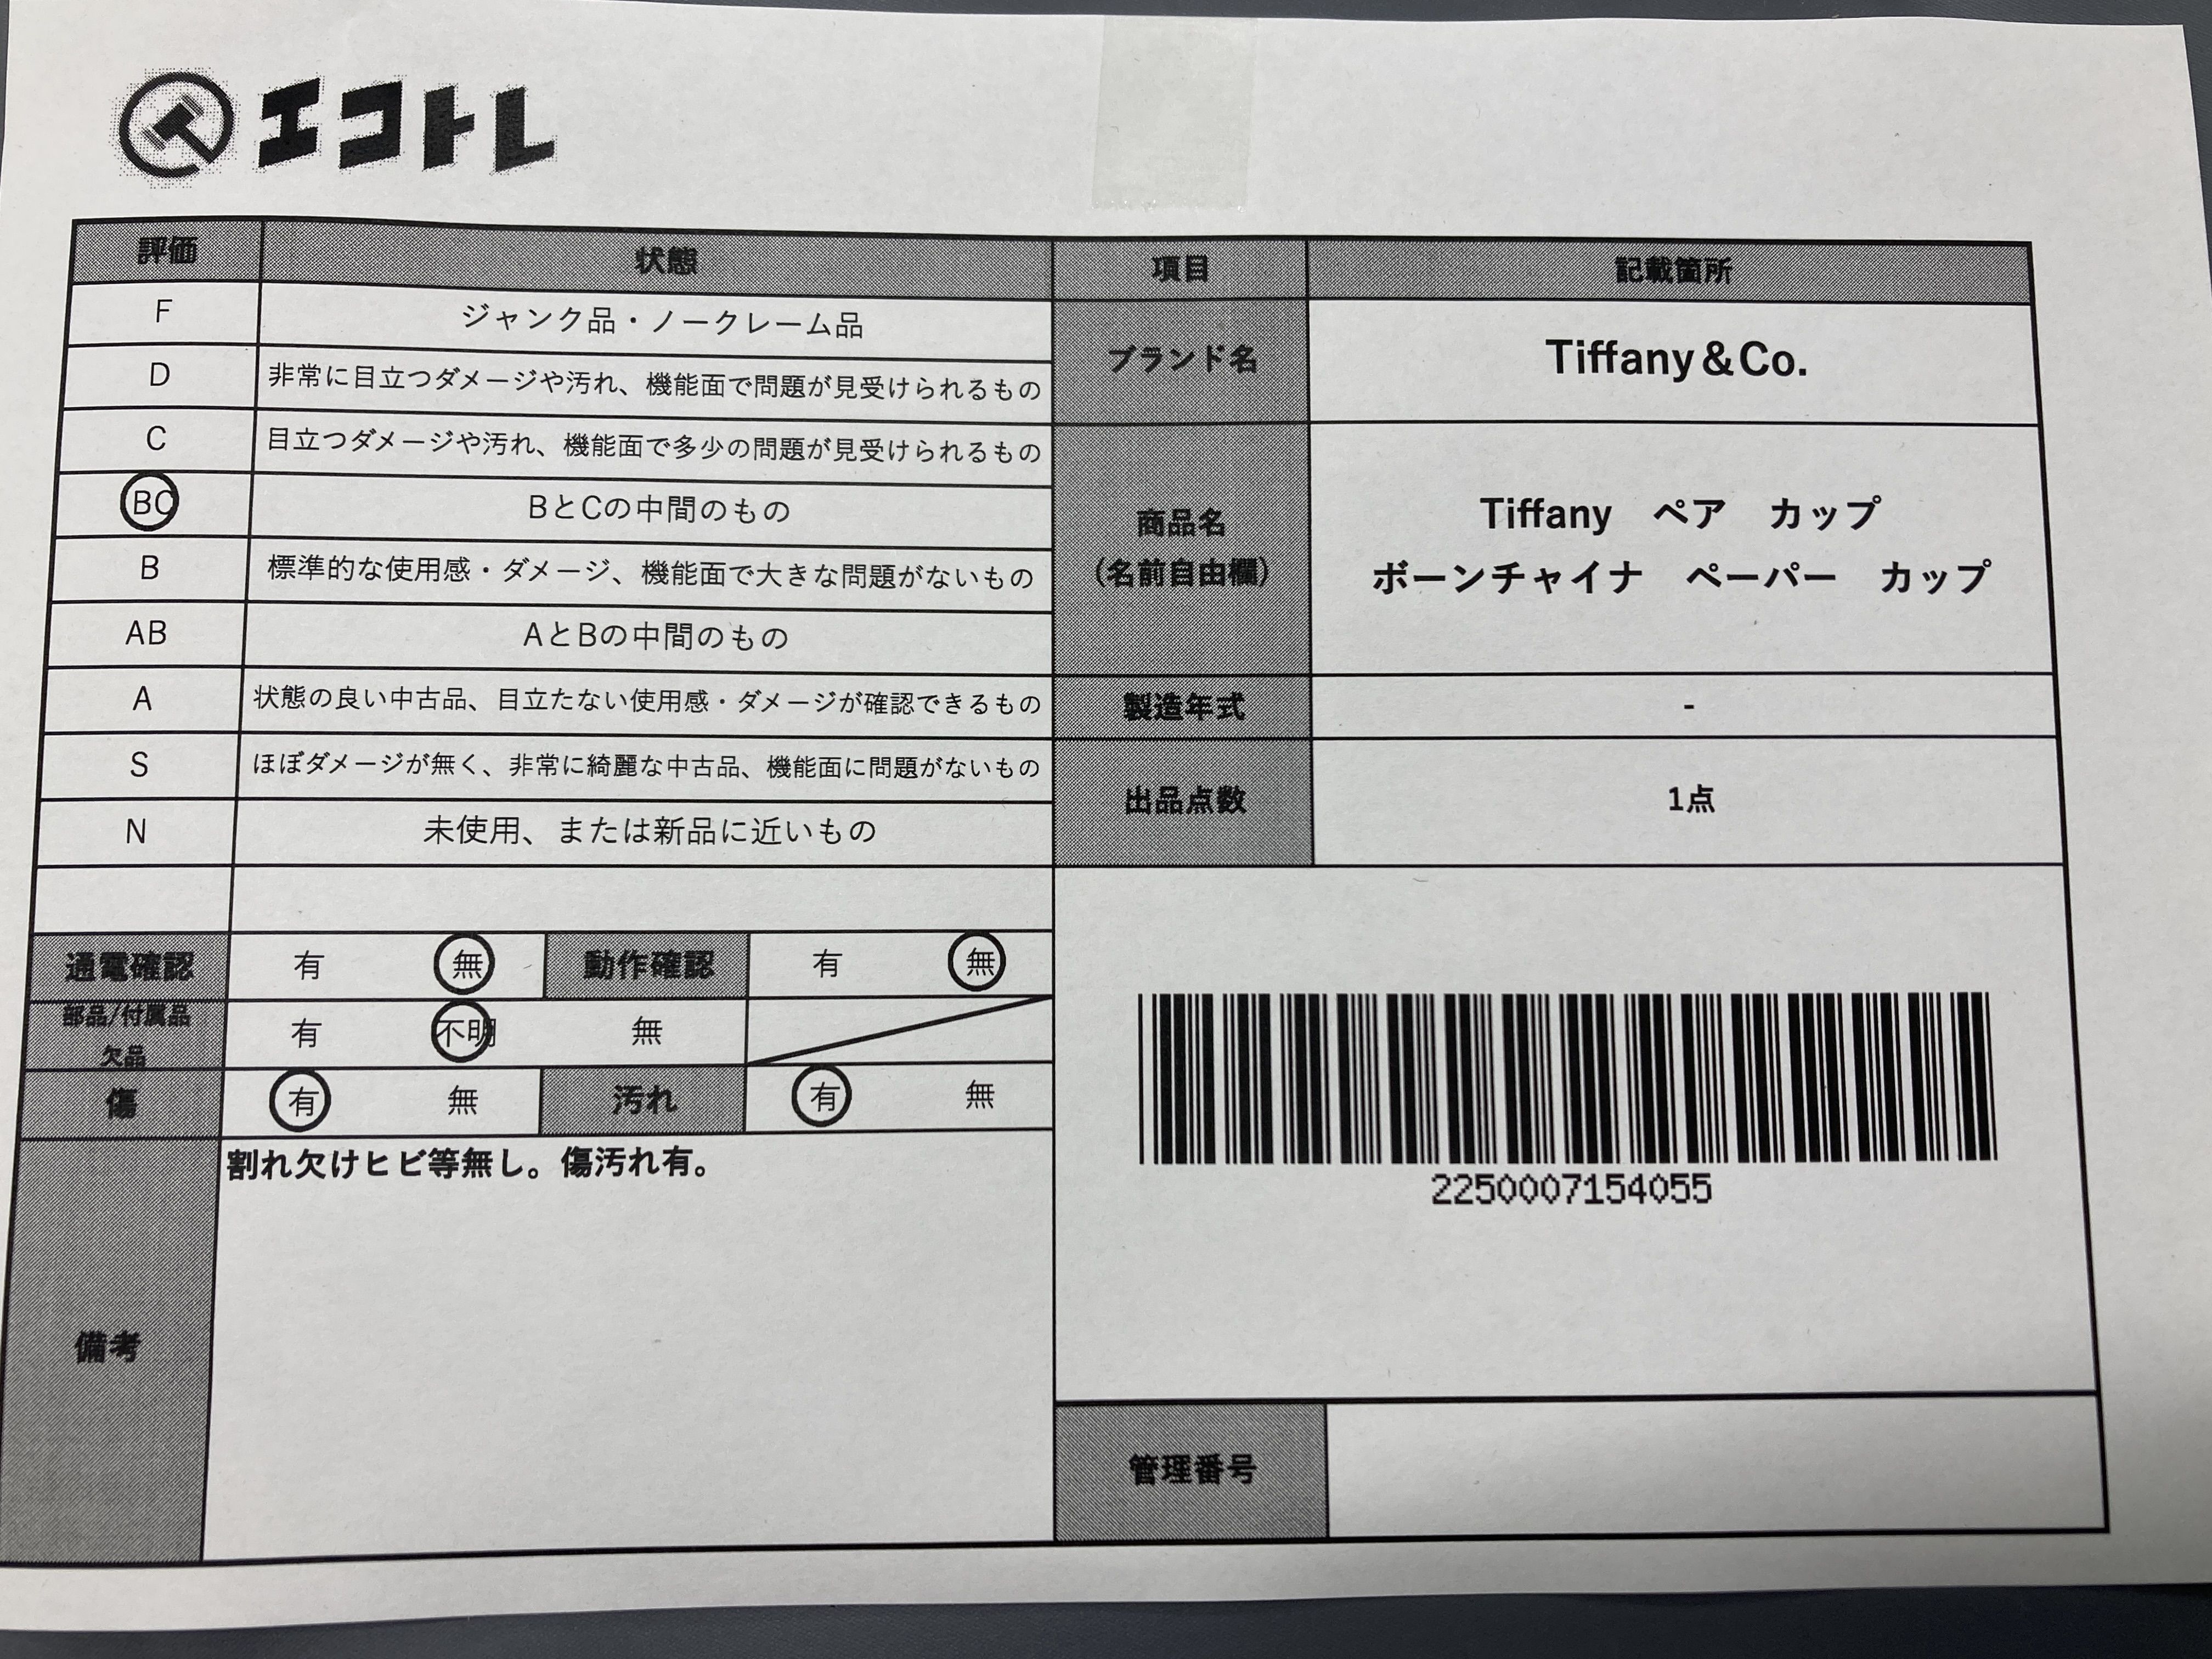 エコトレ
評価 状態
F ジャンク品・ノークレーム品
D 非常に目立つダメージや汚れ、機能面で問題が見受けられるもの
C 目立つダメージや汚れ、機能面で多少の問題が見受けられるもの
BC BとCの中間のもの
B 標準的な使用感・ダメージ、機能面で大きな問題がないもの
AB AとBの中間のもの
A 状態の良い中古品、目立たない使用感・ダメージが確認できるもの
S ほぼダメージが無く、非常に綺麗な中古品、機能面に問題がないもの
N 未使用、または新品に近いもの
通電確認 有 無 動作確認 有 無
部品/付属品
欠品 有 不明 無
傷 有 無 汚れ 有 無
備考 割れ欠けヒビ等無し。傷汚れ有。
項目 記載箇所
ブランド名 Tiffany&Co.
商品名
(名前自由欄)
Tiffany ペア カップ
ボーンチャイナ ペーパー カップ
製造年式 -
出品点数 1点
2250007154055
管理番号